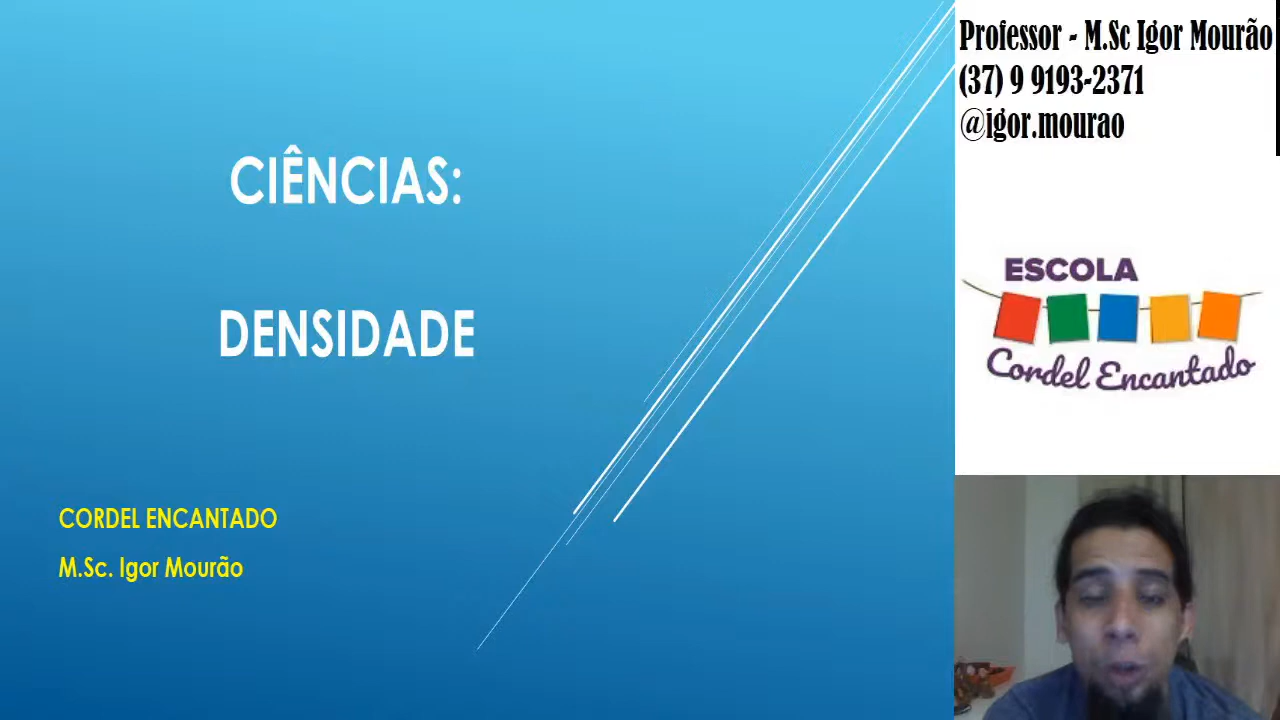 CIÊNCIAS:
DENSIDADE
CORDEL ENCANTADO
M.Sc. Igor Mourão
Professor - M.Sc Igor Mourão
(37) 9 9193-2371
@igor.mourao
ESCOLA
Cordel Encantado